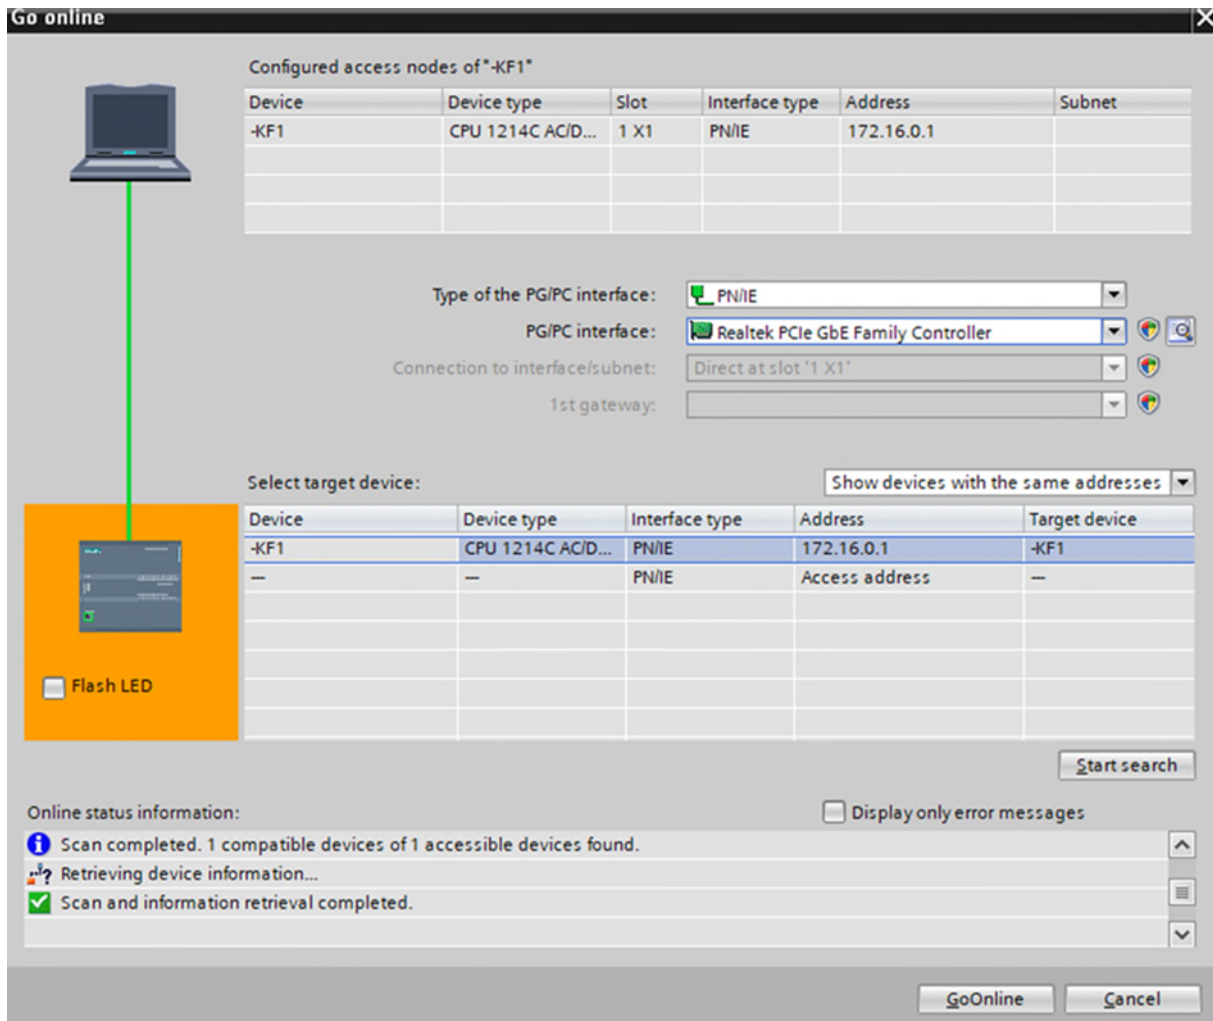 Go online
Configured access nodes of "-KF1"
Device Device type Slot Interface type Address Subnet
-KF1 CPU 1214C AC/D... 1 X1 PN/IE 172.16.0.1
Type of the PG/PC interface: PN/IE
PG/PC interface: Realtek PCIe GbE Family Controller
Connection to interface/subnet: Direct at slot '1 X1'
1st gateway:
Select target device: Show devices with the same addresses
Device Device type Interface type Address Target device
-KF1 CPU 1214C AC/D... PN/IE 172.16.0.1 -KF1
— — PN/IE Access address —
Flash LED
Start search
Online status information: Display only error messages
Scan completed. 1 compatible devices of 1 accessible devices found.
Retrieving device information...
Scan and information retrieval completed.
GoOnline Cancel